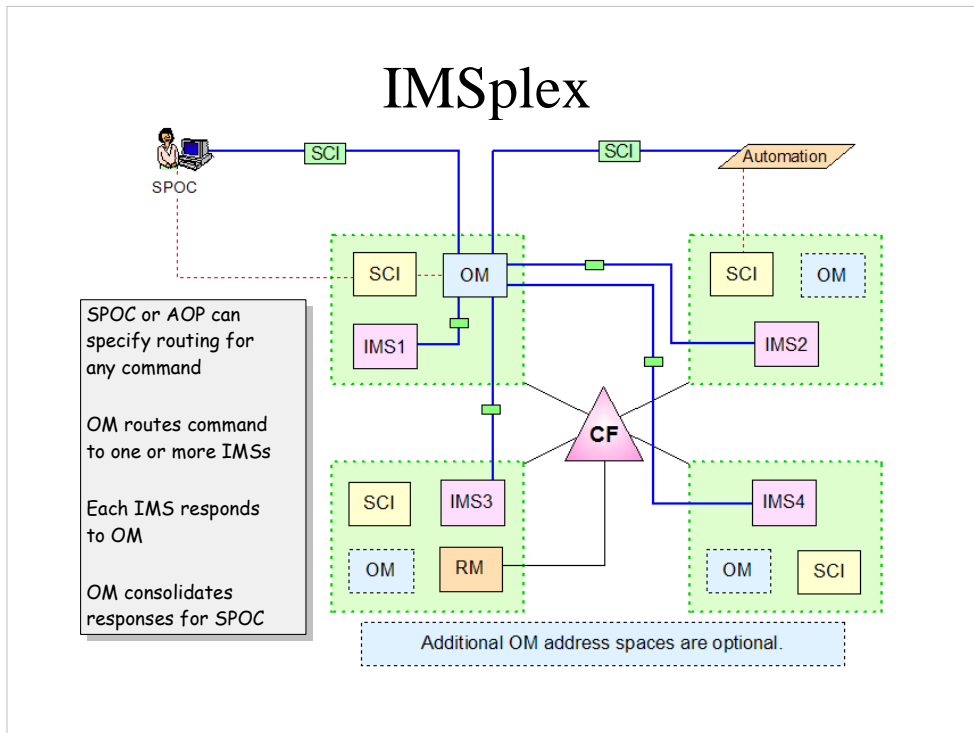 IMSplex
SCI
SCI
Automation
SPOC
SCI
OM
SCI
OM
IMS1
IMS2
SPOC or AOP can
specify routing for
any command
OM routes command
to one or more IMSs
Each IMS responds
to OM
OM consolidates
responses for SPOC
CF
SCI
IMS3
IMS4
OM
RM
OM
SCI
Additional OM address spaces are optional.